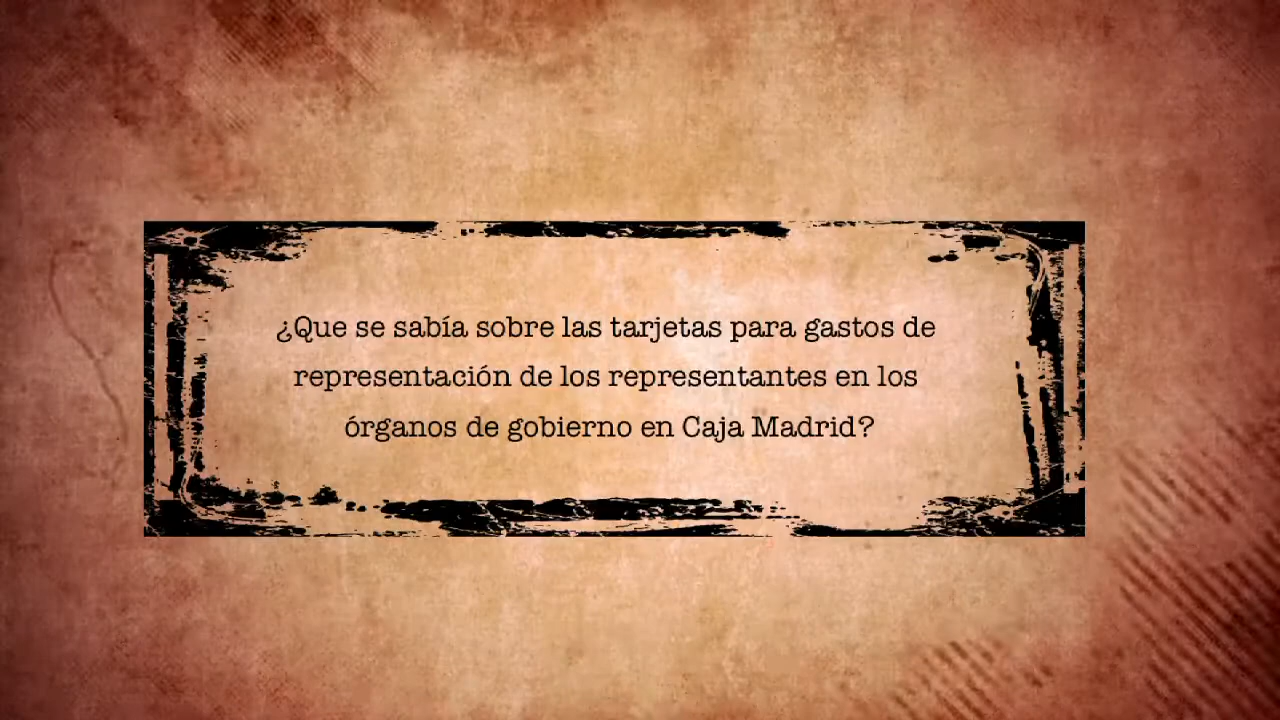 ¿Que se sabía sobre las tarjetas para gastos de
representación de los representantes en los
órganos de gobierno en Caja Madrid?